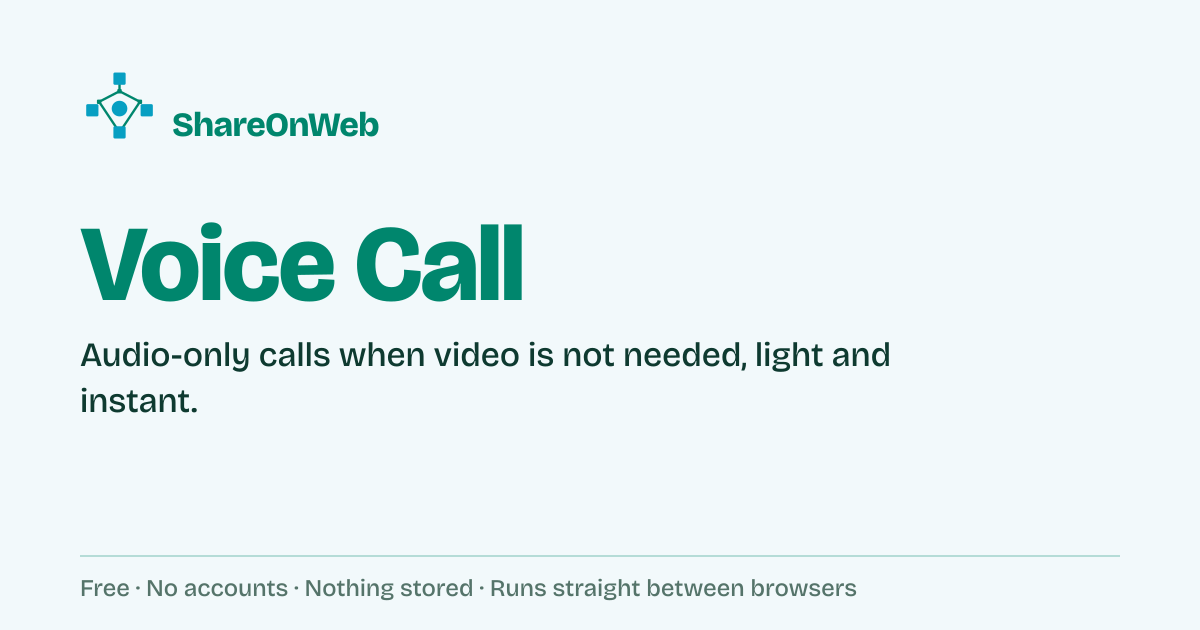 ShareOnWeb
Voice Call
Audio-only calls when video is not needed, light and
instant.
Free · No accounts · Nothing stored · Runs straight between browsers